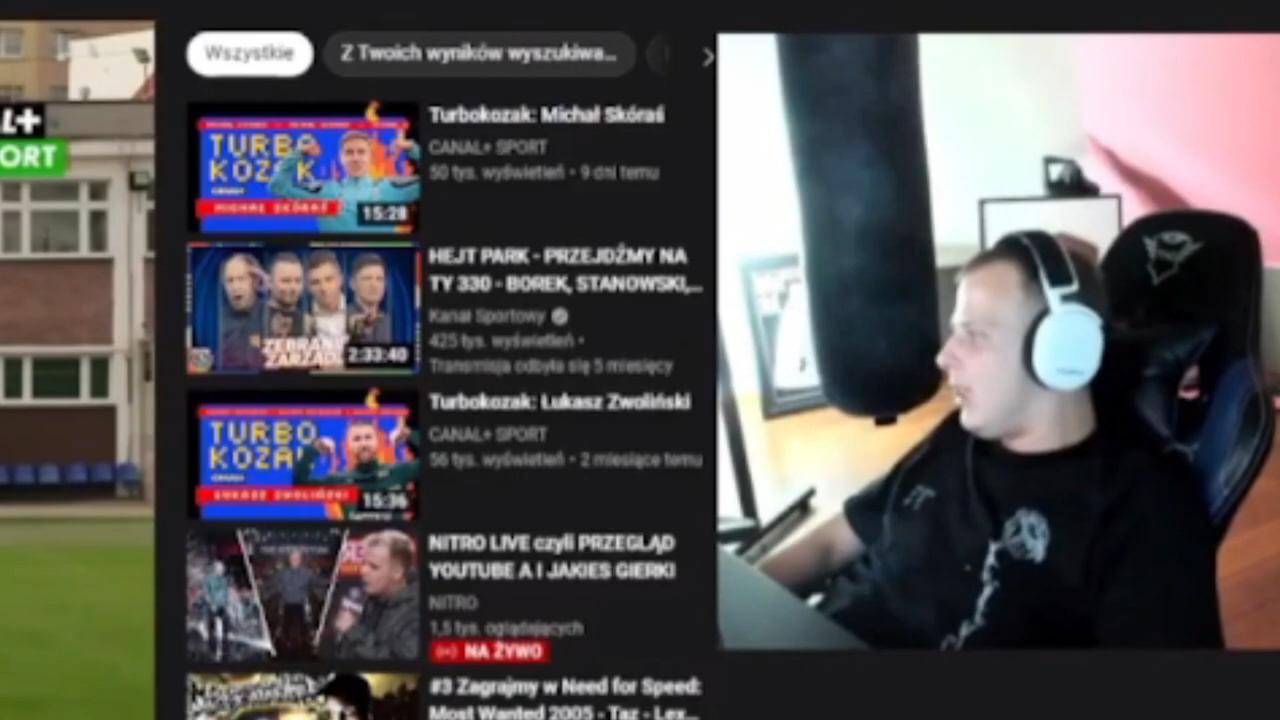 Wszystkie
Z Twoich wyników wyszukiwa...
L+
ORT
TURBO
KOZAK
MICHAŁ SKÓRAŚ
15:28
Turbokozak: Michał Skóraś
CANAL+ SPORT
50 tys. wyświetleń • 9 dni temu
ZEBRANIE
ZARZĄDU
2:33:40
HEJT PARK - PRZEJDŹMY NA
TY 330 - BOREK, STANOWSKI,...
Kanał Sportowy
425 tys. wyświetleń •
Transmisja odbyła się 5 miesięcy
TURBO
KOZAK
ŁUKASZ ZWOLIŃSKI
15:36
Turbokozak: Łukasz Zwoliński
CANAL+ SPORT
56 tys. wyświetleń • 2 miesiące temu
NITRO LIVE czyli PRZEGLĄD
YOUTUBE A I JAKIES GIERKI
NITRO
1,5 tys. oglądających
NA ŻYWO
#3 Zagrajmy w Need for Speed:
Most Wanted 2005 - Taz - Lex...